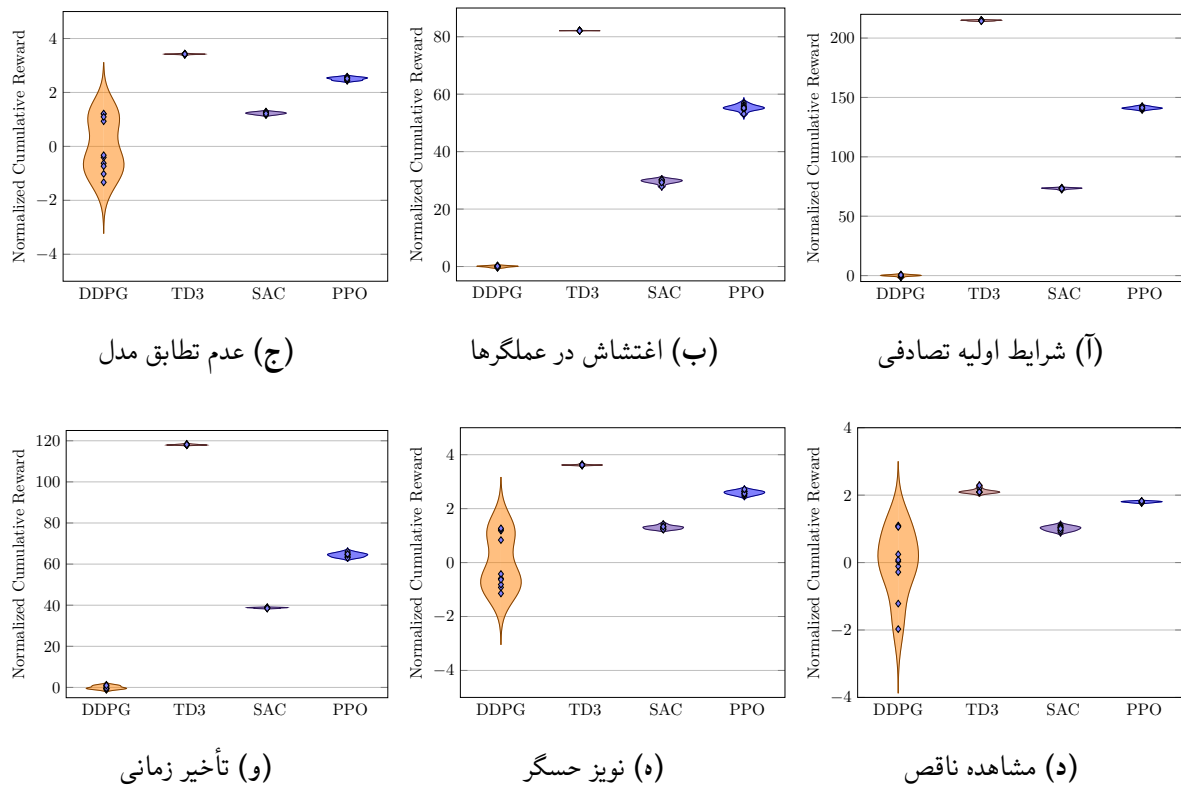 Normalized Cumulative Reward
4
2
0
−2
−4
DDPG TD3 SAC PPO
(ج) عدم تطابق مدل
Normalized Cumulative Reward
80
60
40
20
0
DDPG TD3 SAC PPO
(ب) اغتشاش در عملگرها
Normalized Cumulative Reward
200
150
100
50
0
DDPG TD3 SAC PPO
(آ) شرایط اولیه تصادفی
Normalized Cumulative Reward
120
100
80
60
40
20
0
DDPG TD3 SAC PPO
(و) تأخیر زمانی
Normalized Cumulative Reward
4
2
0
−2
−4
DDPG TD3 SAC PPO
(ه) نویز حسگر
Normalized Cumulative Reward
4
2
0
−2
−4
DDPG TD3 SAC PPO
(د) مشاهده ناقص